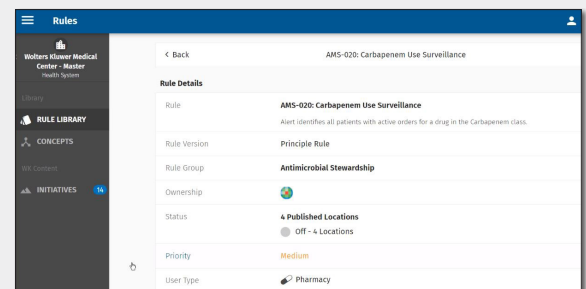 Rules
Wolters Kluwer Medical
Center - Master
Health System
Library
RULE LIBRARY
CONCEPTS
WK Content
INITIATIVES 14
< Back
AMS-020: Carbapenem Use Surveillance
Rule Details
Rule AMS-020: Carbapenem Use Surveillance
Alert identifies all patients with active orders for a drug in the Carbapenem class.
Rule Version Principle Rule
Rule Group Antimicrobial Stewardship
Ownership
Status 4 Published Locations
Off - 4 Locations
Priority Medium
User Type Pharmacy